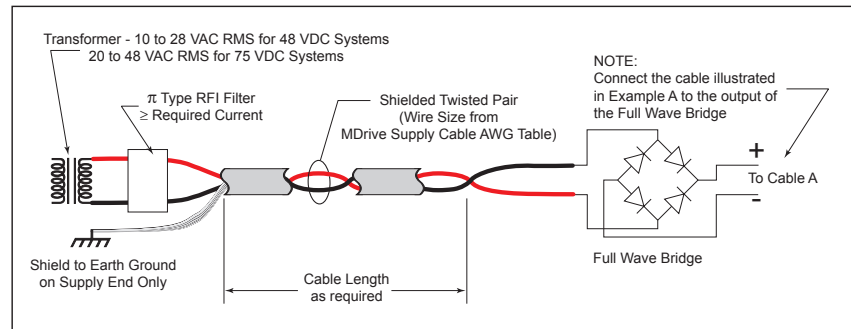 Transformer - 10 to 28 VAC RMS for 48 VDC Systems
20 to 48 VAC RMS for 75 VDC Systems
π Type RFI Filter
≥ Required Current
Shielded Twisted Pair
(Wire Size from
MDrive Supply Cable AWG Table)
NOTE:
Connect the cable illustrated
in Example A to the output of
the Full Wave Bridge
+
To Cable A
-
Full Wave Bridge
Shield to Earth Ground
on Supply End Only
Cable Length
as required